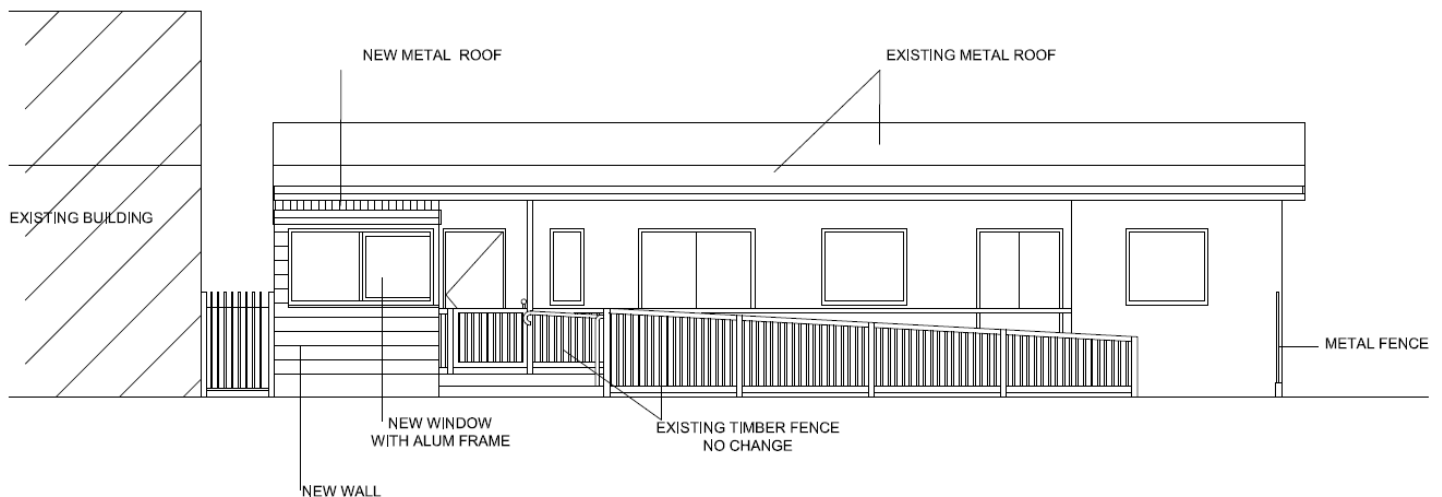 NEW METAL ROOF
EXISTING METAL ROOF
EXISTING BUILDING
METAL FENCE
NEW WINDOW
WITH ALUM FRAME
EXISTING TIMBER FENCE
NO CHANGE
NEW WALL